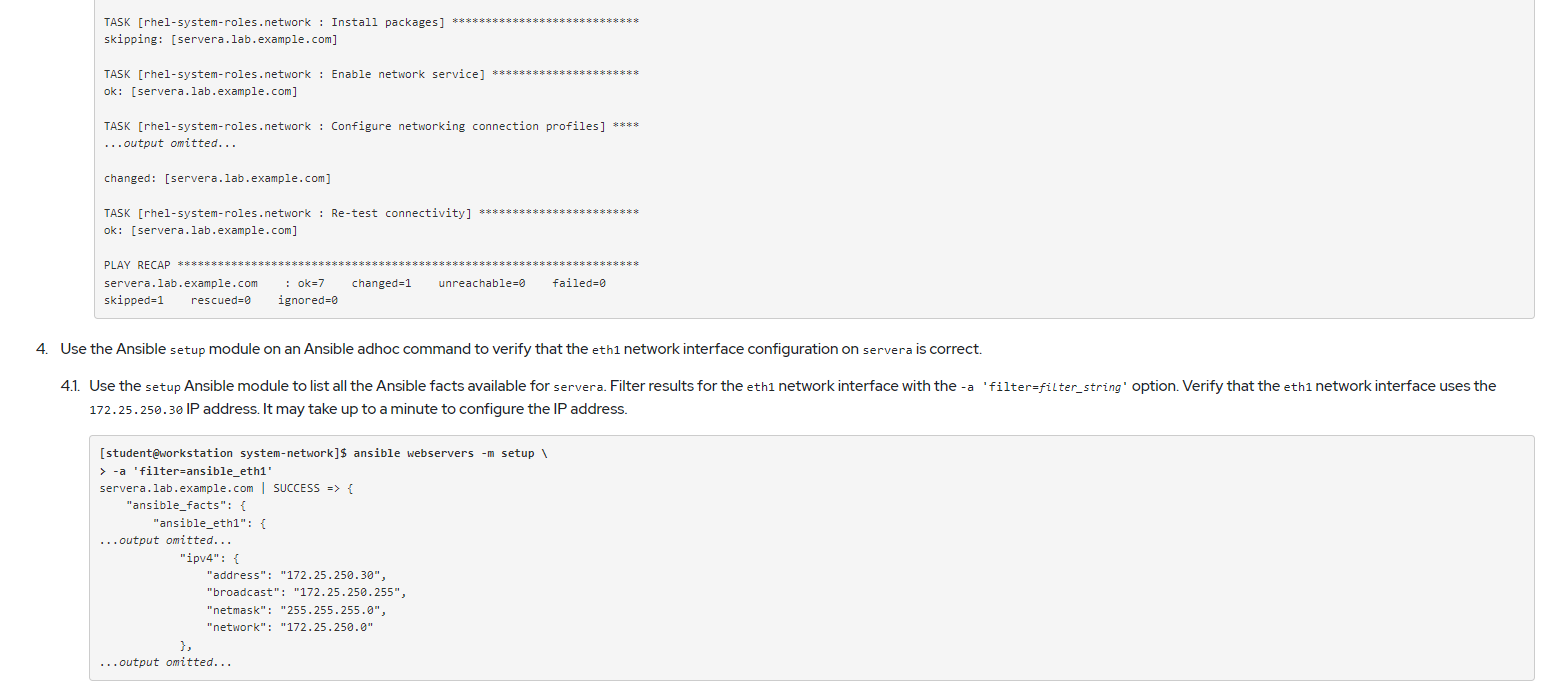 TASK [rhel-system-roles.network : Install packages] ****************************
skipping: [servera.lab.example.com]
TASK [rhel-system-roles.network : Enable network service] **********************
ok: [servera.lab.example.com]
TASK [rhel-system-roles.network : Configure networking connection profiles] ****
...output omitted...
changed: [servera.lab.example.com]
TASK [rhel-system-roles.network : Re-test connectivity] ************************
ok: [servera.lab.example.com]
PLAY RECAP *********************************************************************
servera.lab.example.com    : ok=7    changed=1    unreachable=0    failed=0
skipped=1    rescued=0    ignored=0
4. Use the Ansible setup module on an Ansible adhoc command to verify that the eth1 network interface configuration on servera is correct.
4.1. Use the setup Ansible module to list all the Ansible facts available for servera. Filter results for the eth1 network interface with the -a 'filter=filter_string' option. Verify that the eth1 network interface uses the
172.25.250.30 IP address. It may take up to a minute to configure the IP address.
[student@workstation system-network]$ ansible webservers -m setup \
> -a 'filter=ansible_eth1'
servera.lab.example.com | SUCCESS => {
    "ansible_facts": {
        "ansible_eth1": {
...output omitted...
            "ipv4": {
                "address": "172.25.250.30",
                "broadcast": "172.25.250.255",
                "netmask": "255.255.255.0",
                "network": "172.25.250.0"
            },
...output omitted...